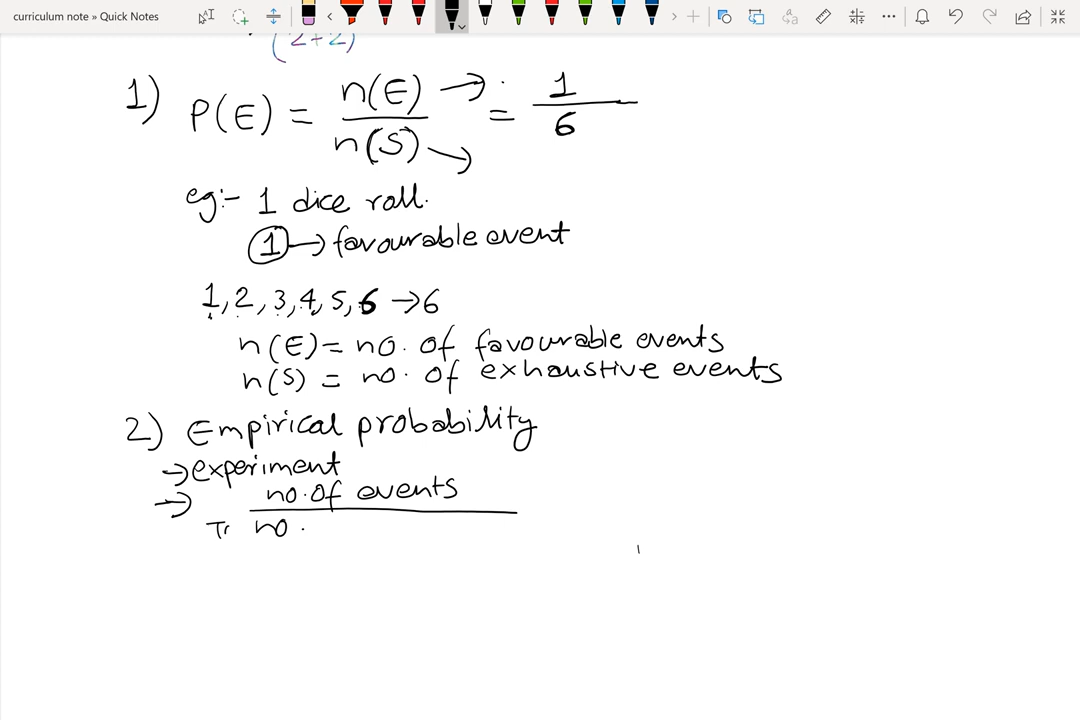 curriculum note » Quick Notes
(2+2)
1) P(E) = n(E) → = 1
n(S) → 6
eg:- 1 dice roll.
1 → favourable event
1, 2, 3, 4, 5, 6 → 6
n(E) = no. of favourable events
n(S) = no. of exhaustive events
2) Empirical probability
→ experiment
→ no. of events
Tr no.